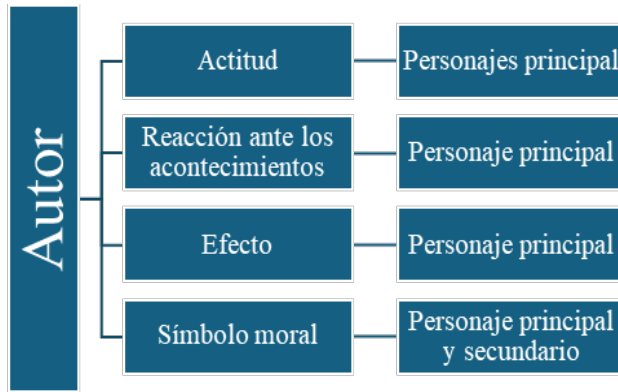 Autor
Actitud
Personajes principal
Reacción ante los
acontecimientos
Personaje principal
Efecto
Personaje principal
Símbolo moral
Personaje principal
y secundario